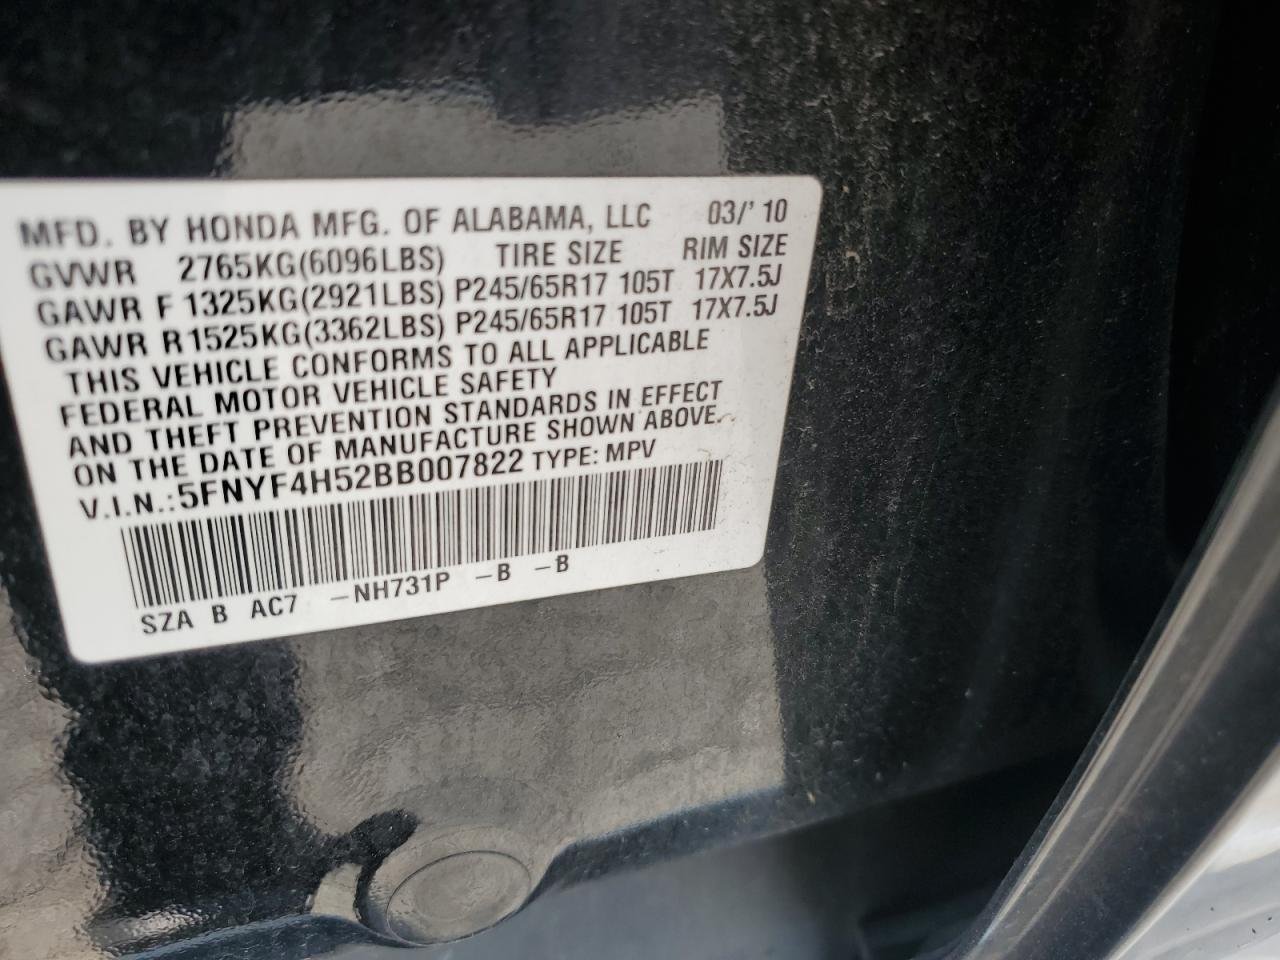 MFD. BY HONDA MFG. OF ALABAMA, LLC 03/'10
GVWR 2765KG(6096LBS) TIRE SIZE RIM SIZE
GAWR F 1325KG(2921LBS) P245/65R17 105T 17X7.5J
GAWR R 1525KG(3362LBS) P245/65R17 105T 17X7.5J
THIS VEHICLE CONFORMS TO ALL APPLICABLE
FEDERAL MOTOR VEHICLE SAFETY
AND THEFT PREVENTION STANDARDS IN EFFECT
ON THE DATE OF MANUFACTURE SHOWN ABOVE.
V.I.N.:5FNYF4H52BB007822 TYPE: MPV
SZA B AC7 -NH731P -B -B